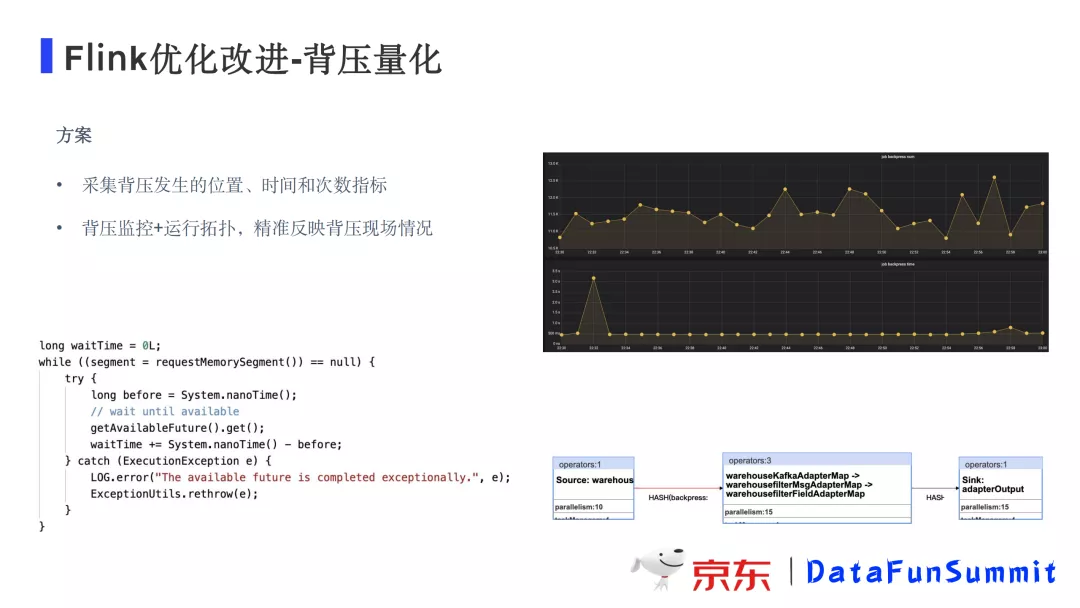 Flink优化改进-背压量化
方案
• 采集背压发生的位置、时间和次数指标
• 背压监控+运行拓扑，精准反映背压现场情况
long waitTime = 0L;
while ((segment = requestMemorySegment()) == null) {
try {
long before = System.nanoTime();
// wait until available
getAvailableFuture().get();
waitTime += System.nanoTime() - before;
} catch (ExecutionException e) {
LOG.error("The available future is completed exceptionally.", e);
ExceptionUtils.rethrow(e);
}
}
job backpress num
job backpress time
operators:1
Source: warehous
parallelism:10
HASH(backpress:
operators:3
warehouseKafkaAdapterMap ->
warehousefilterMsgAdapterMap ->
warehousefilterFieldAdapterMap
parallelism:15
HASH
operators:1
Sink:
adapterOutput
parallelism:15
京东 | DataFunSummit